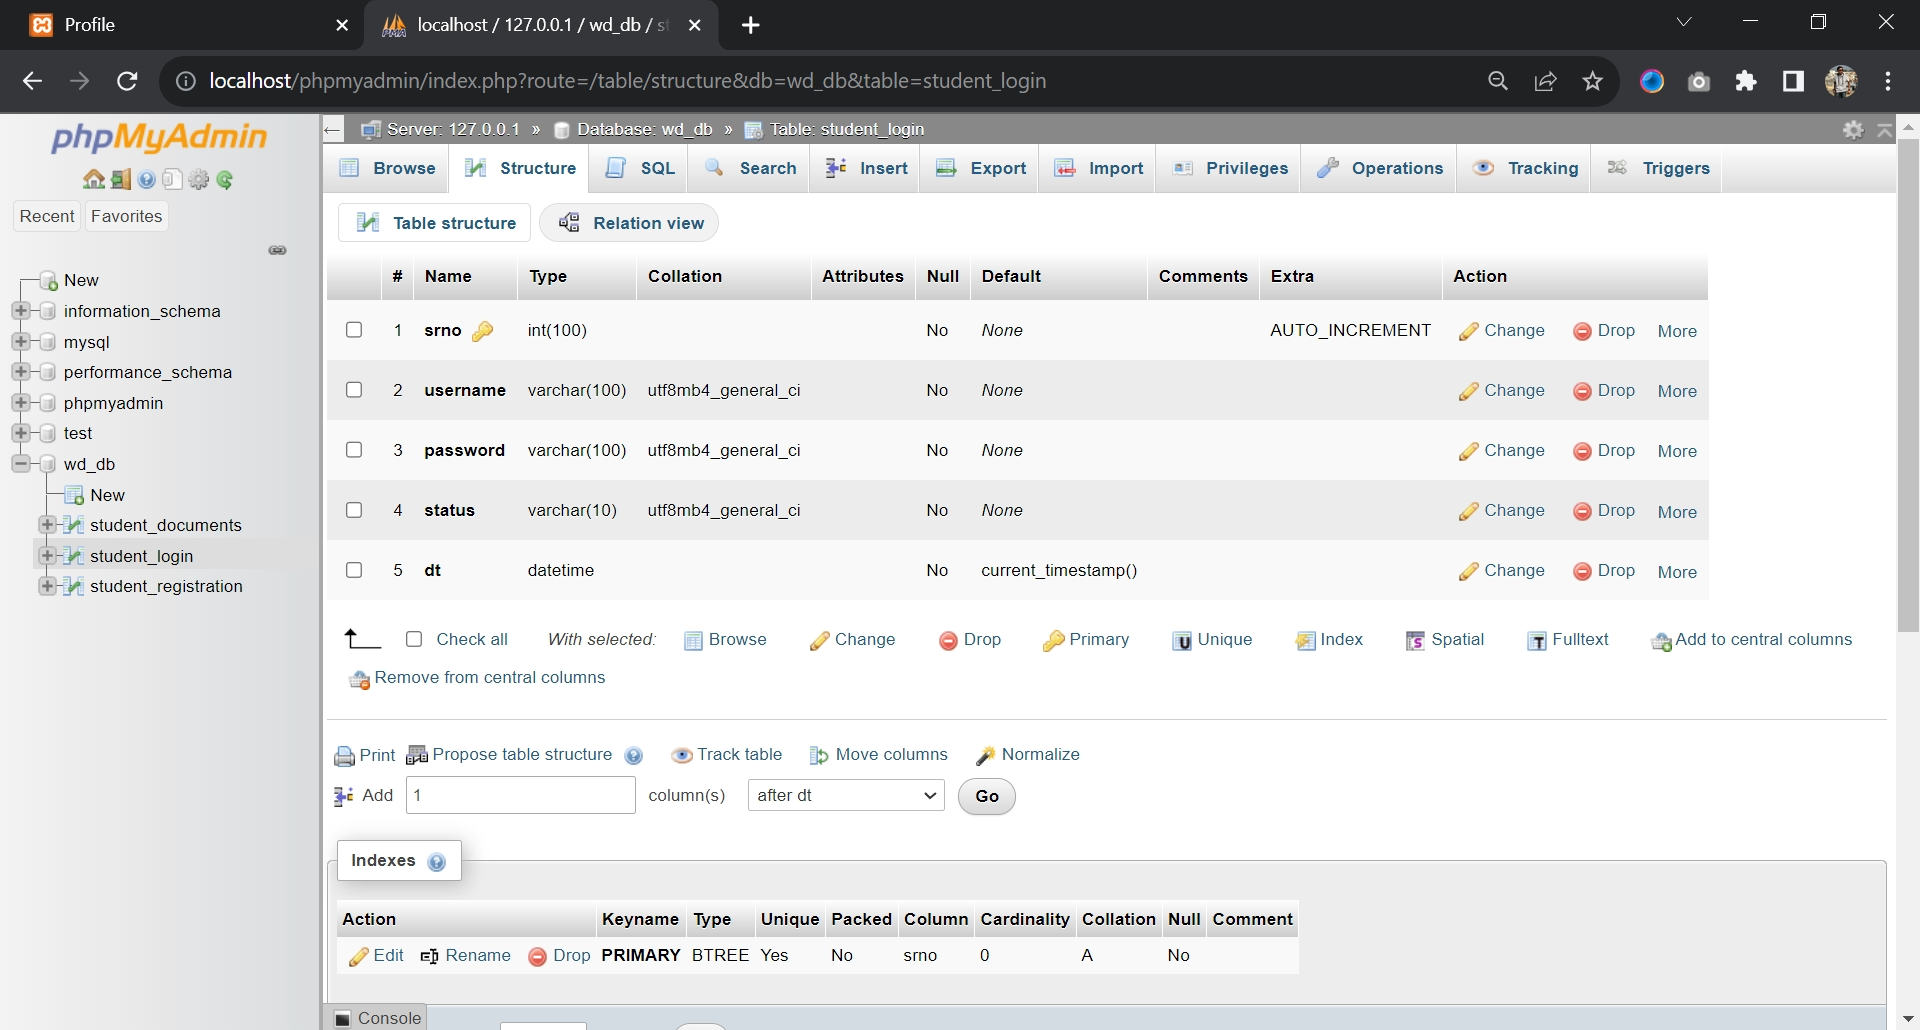 Profile
localhost / 127.0.0.1 / wd_db / st
localhost/phpmyadmin/index.php?route=/table/structure&db=wd_db&table=student_login
phpMyAdmin
Recent Favorites
New
information_schema
mysql
performance_schema
phpmyadmin
test
wd_db
New
student_documents
student_login
student_registration
Server: 127.0.0.1 » Database: wd_db » Table: student_login
Browse Structure SQL Search Insert Export Import Privileges Operations Tracking Triggers
Table structure Relation view
# Name Type Collation Attributes Null Default Comments Extra Action
1 srno int(100) No None AUTO_INCREMENT Change Drop More
2 username varchar(100) utf8mb4_general_ci No None Change Drop More
3 password varchar(100) utf8mb4_general_ci No None Change Drop More
4 status varchar(10) utf8mb4_general_ci No None Change Drop More
5 dt datetime No current_timestamp() Change Drop More
Check all With selected: Browse Change Drop Primary Unique Index Spatial Fulltext Add to central columns
Remove from central columns
Print Propose table structure Track table Move columns Normalize
Add 1 column(s) after dt Go
Indexes
Action Keyname Type Unique Packed Column Cardinality Collation Null Comment
Edit Rename Drop PRIMARY BTREE Yes No srno 0 A No
Console